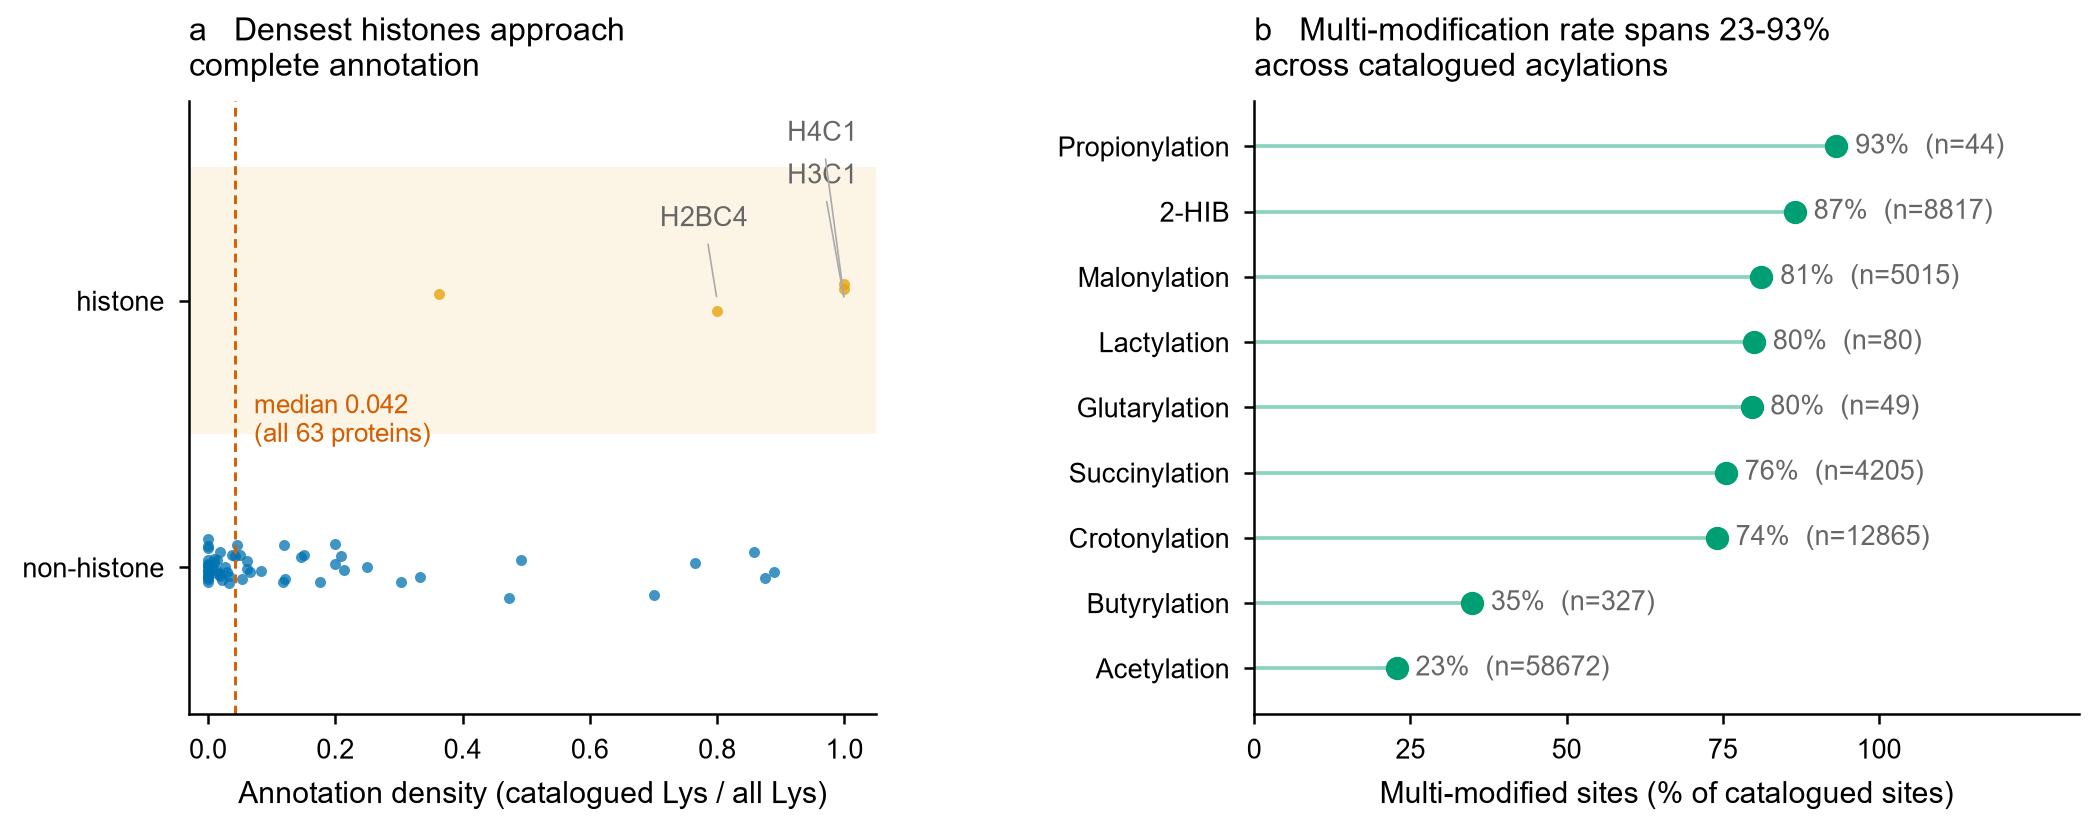 a Densest histones approach
complete annotation
H4C1
H3C1
H2BC4
histone
median 0.042
(all 63 proteins)
non-histone
0.0 0.2 0.4 0.6 0.8 1.0
Annotation density (catalogued Lys / all Lys)
b Multi-modification rate spans 23-93%
across catalogued acylations
Propionylation 93% (n=44)
2-HIB 87% (n=8817)
Malonylation 81% (n=5015)
Lactylation 80% (n=80)
Glutarylation 80% (n=49)
Succinylation 76% (n=4205)
Crotonylation 74% (n=12865)
Butyrylation 35% (n=327)
Acetylation 23% (n=58672)
0 25 50 75 100
Multi-modified sites (% of catalogued sites)